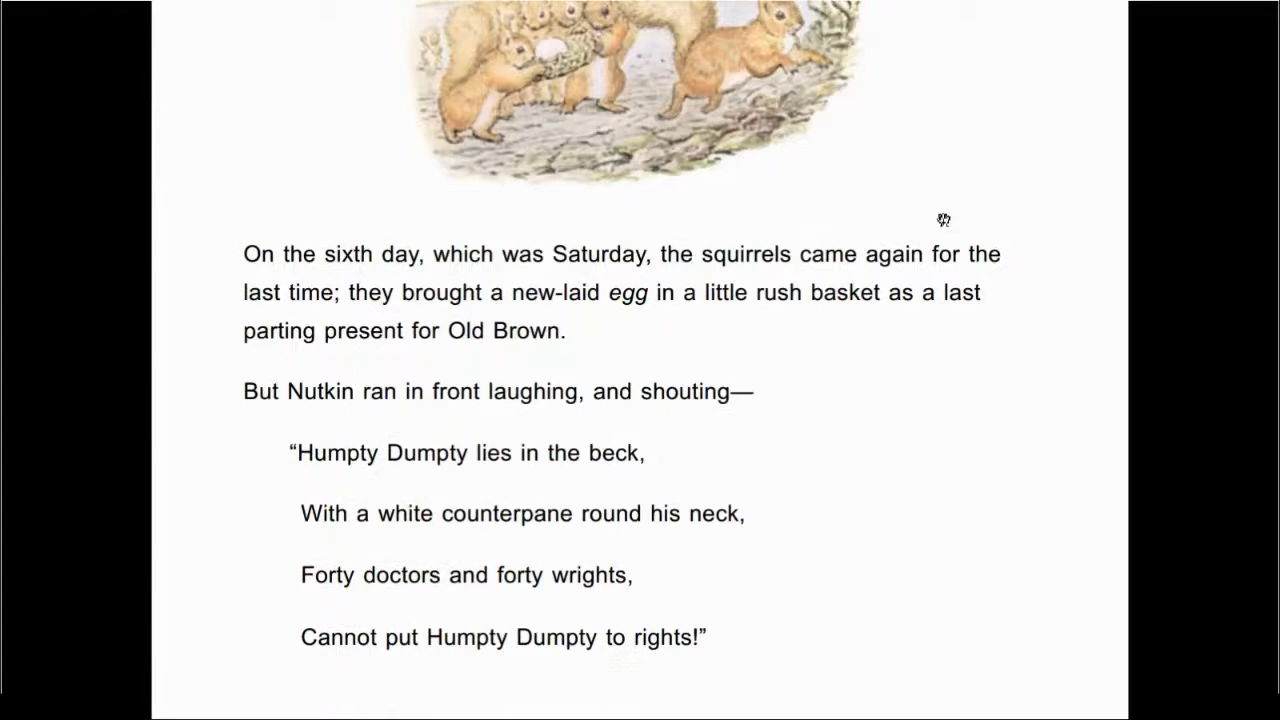 On the sixth day, which was Saturday, the squirrels came again for the
last time; they brought a new-laid egg in a little rush basket as a last
parting present for Old Brown.
But Nutkin ran in front laughing, and shouting—
“Humpty Dumpty lies in the beck,
With a white counterpane round his neck,
Forty doctors and forty wrights,
Cannot put Humpty Dumpty to rights!”